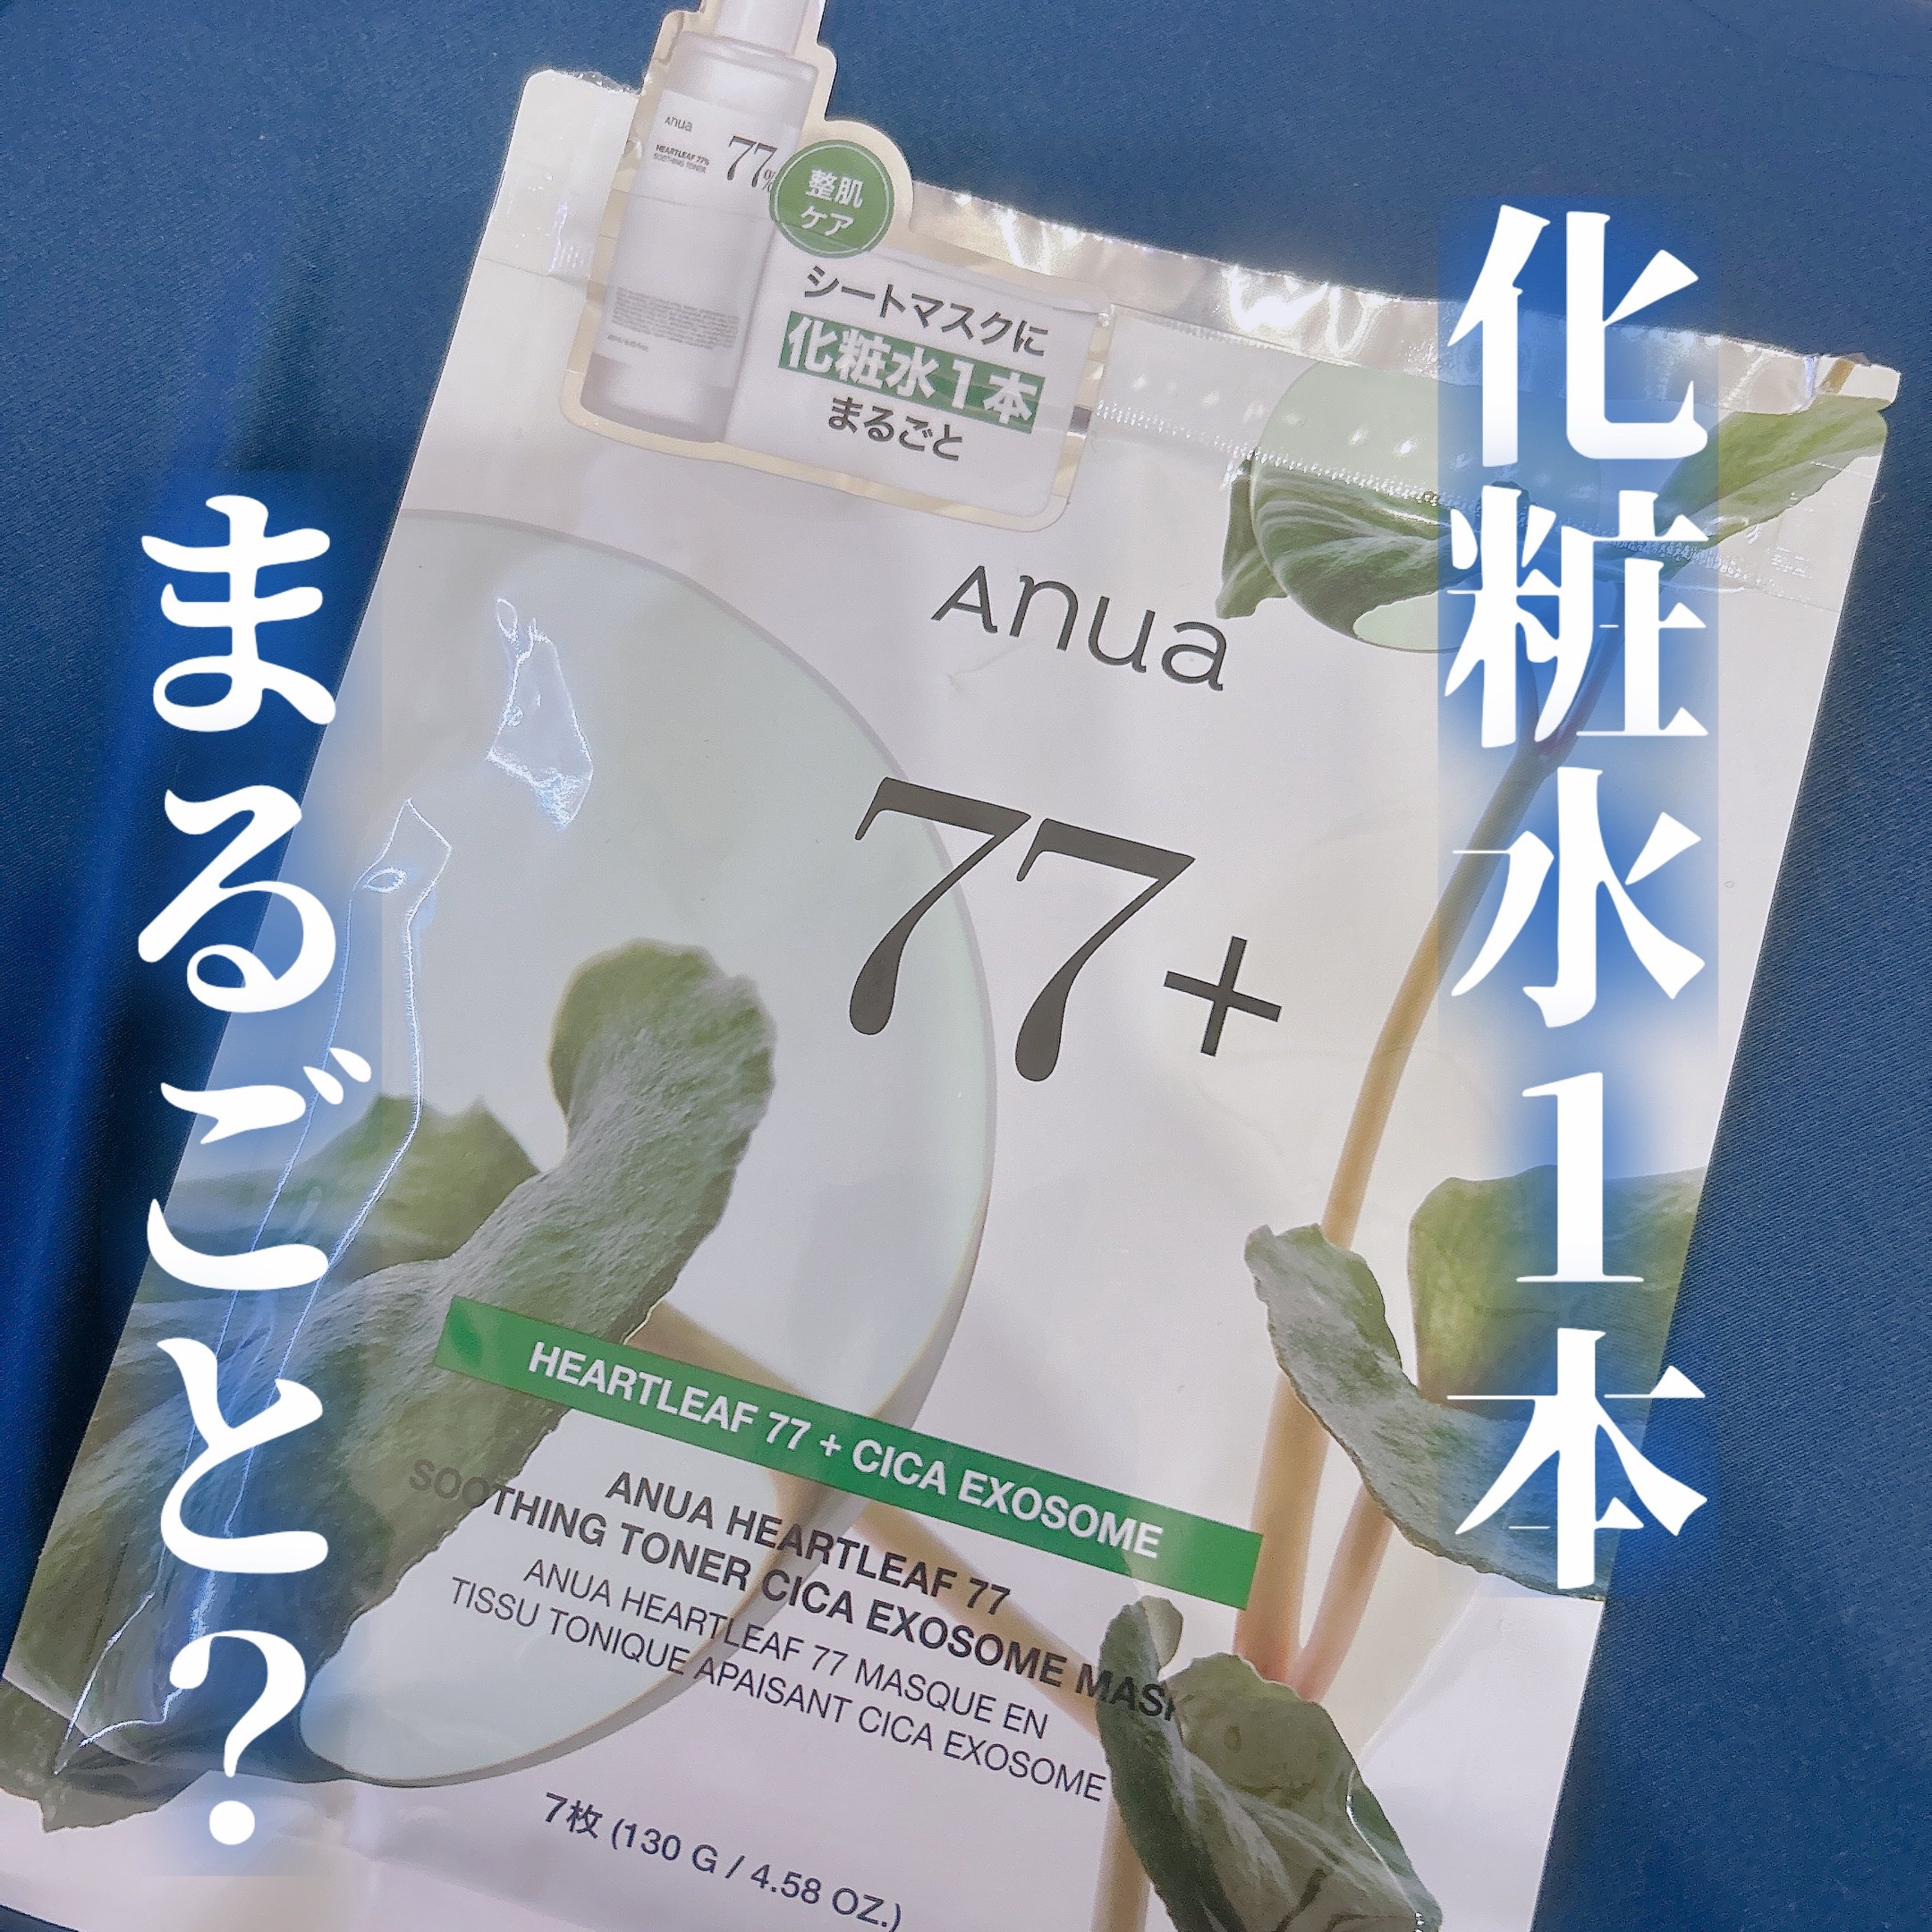 化粧水1本
まるごと?
Anua
HEARTLEAF 77%
SOOTHING TONER
77%
整肌
ケア
シートマスクに
化粧水1本
まるごと
Anua
77+
HEARTLEAF 77 + CICA EXOSOME
ANUA HEARTLEAF 77
SOOTHING TONER CICA EXOSOME MASK
ANUA HEARTLEAF 77 MASQUE EN
TISSU TONIQUE APAISANT CICA EXOSOME
7枚 (130 G / 4.58 OZ.)